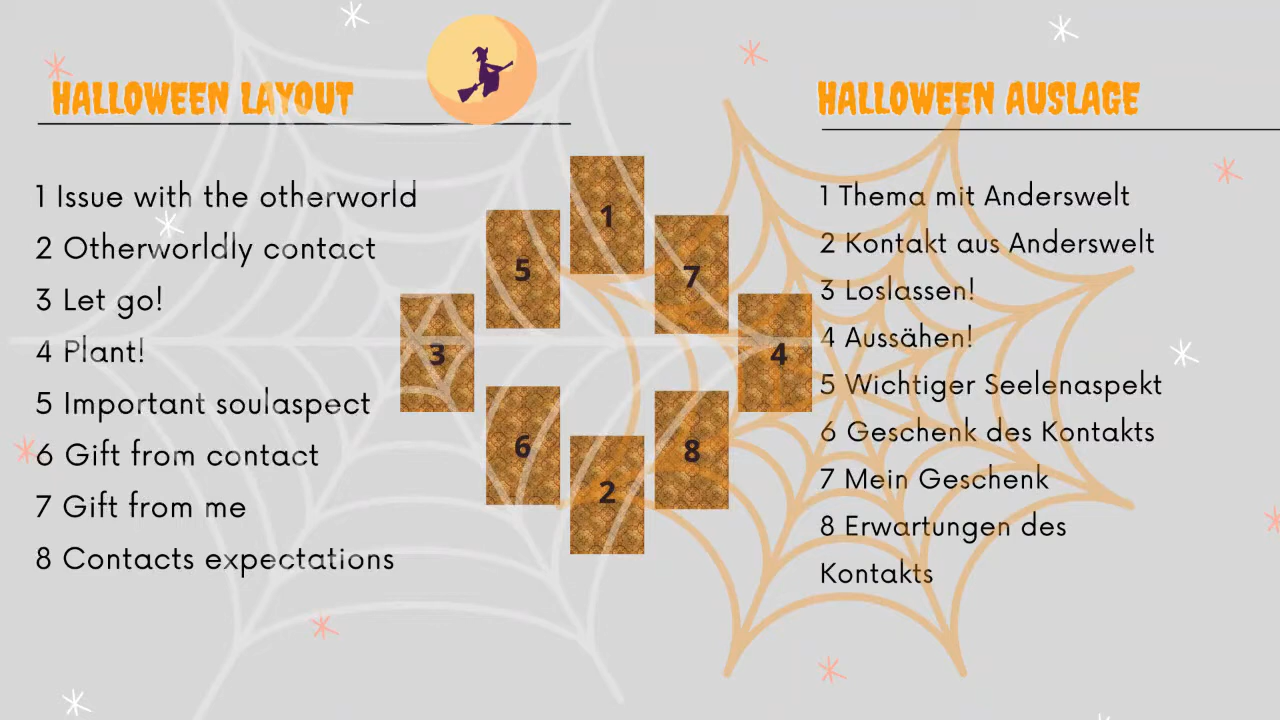 HALLOWEEN LAYOUT
1 Issue with the otherworld
2 Otherworldly contact
3 Let go!
4 Plant!
5 Important soulaspect
6 Gift from contact
7 Gift from me
8 Contacts expectations
1
5
7
3
4
6
8
2
HALLOWEEN AUSLAGE
1 Thema mit Anderswelt
2 Kontakt aus Anderswelt
3 Loslassen!
4 Aussähen!
5 Wichtiger Seelenaspekt
6 Geschenk des Kontakts
7 Mein Geschenk
8 Erwartungen des
Kontakts